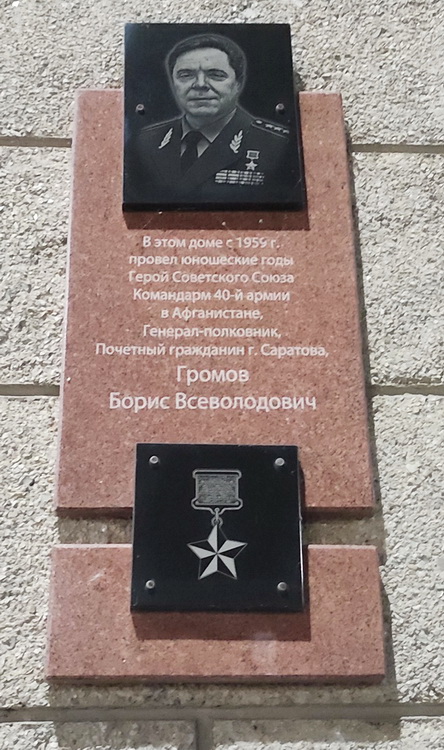 В этом доме с 1959 г.
провел юношеские годы
Герой Советского Союза
Командарм 40-й армии
в Афганистане,
Генерал-полковник,
Почетный гражданин г. Саратова,
Громов
Борис Всеволодович